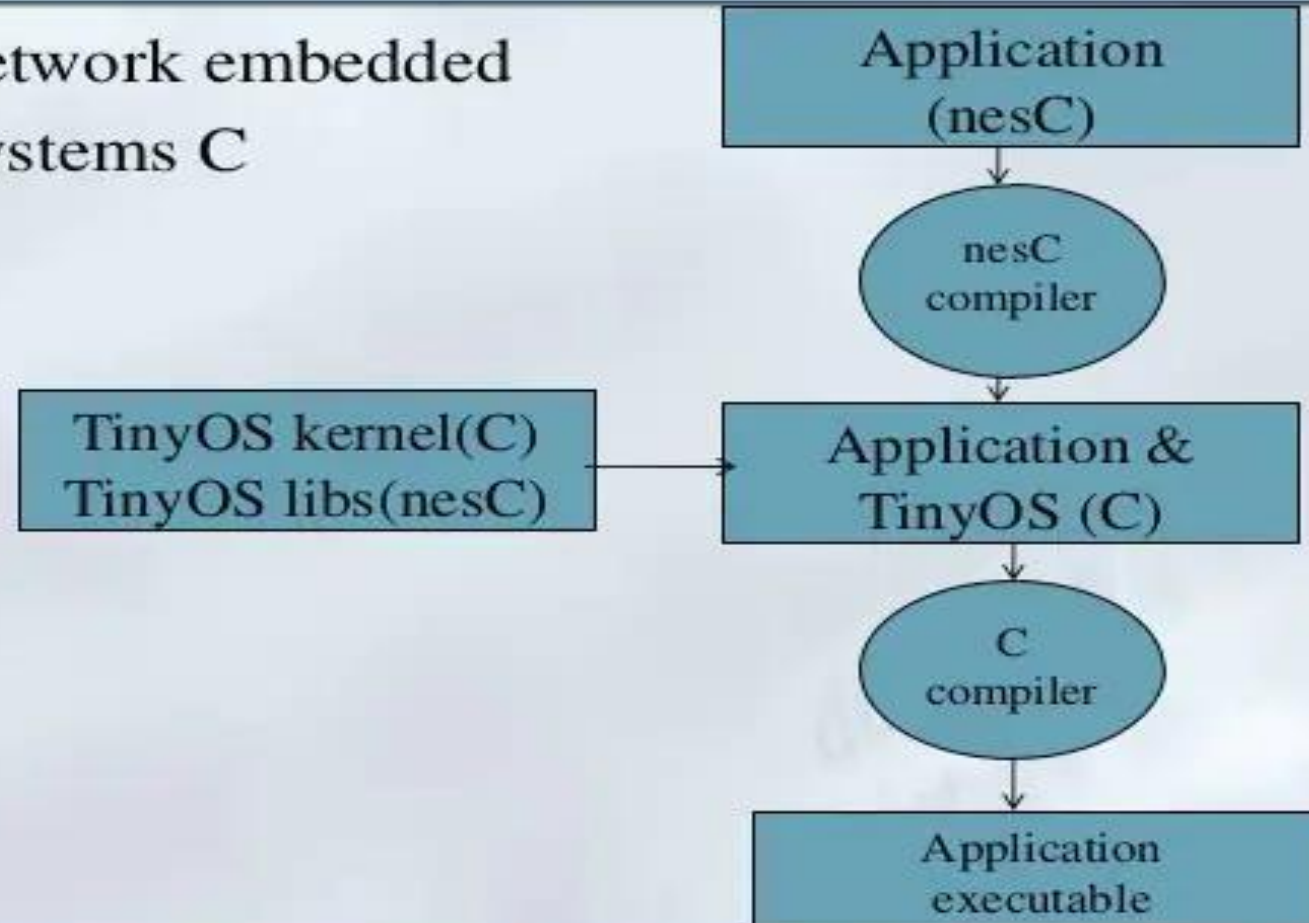 etwork embedded
ystems C
Application
(nesC)
nesC
compiler
TinyOS kernel(C)
TinyOS libs(nesC)
Application &
TinyOS (C)
C
compiler
Application
executable